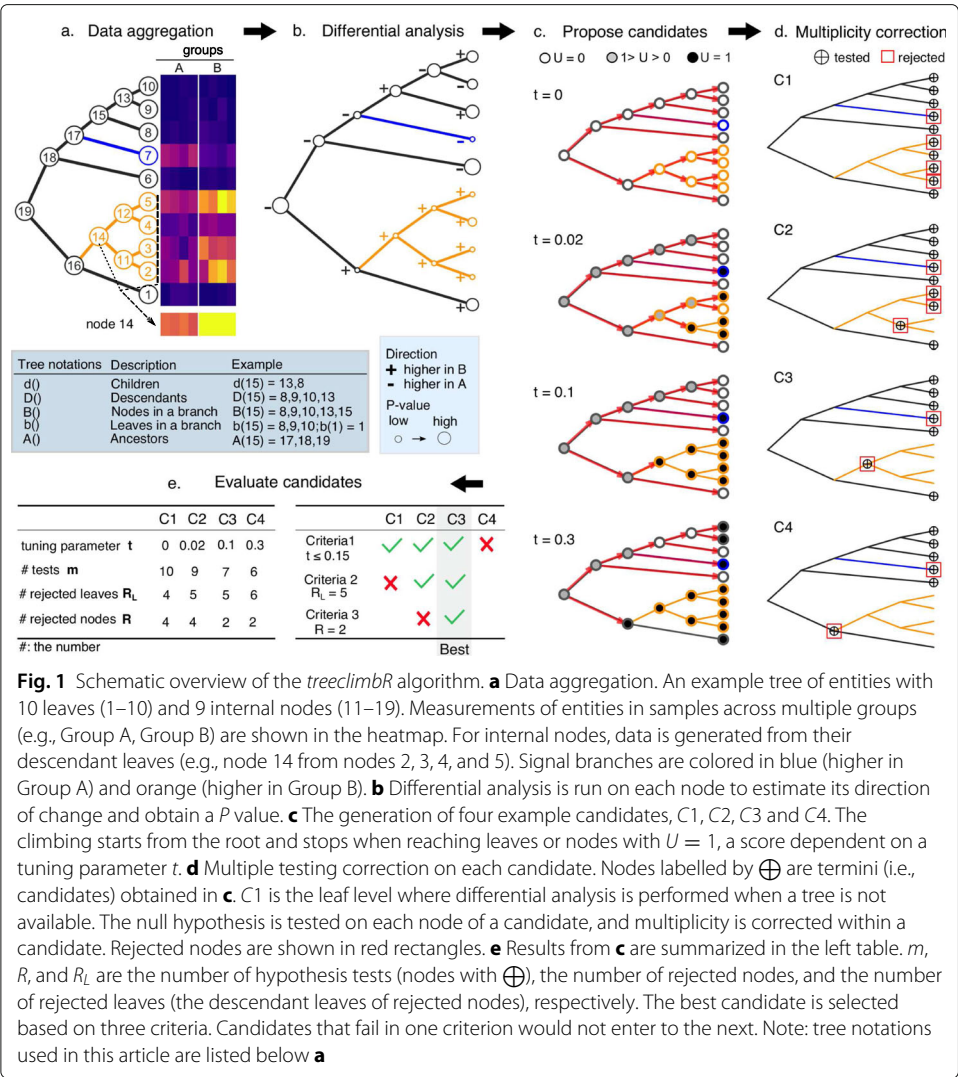 a. Data aggregation
b. Differential analysis
c. Propose candidates
d. Multiplicity correction
groups
A B
10
13
9
15
8
17
7
18
6
19
5
12
4
14
3
11
2
16
1
node 14
Tree notations Description Example
d() Children d(15) = 13,8
D() Descendants D(15) = 8,9,10,13
B() Nodes in a branch B(15) = 8,9,10,13,15
b() Leaves in a branch b(15) = 8,9,10;b(1) = 1
A() Ancestors A(15) = 17,18,19
+ - + - + - - + - - + + + + - + + + - + +
Direction
+ higher in B
- higher in A
P-value
low high
○ → ○
U = 0 1> U > 0 U = 1
t = 0
t = 0.02
t = 0.1
t = 0.3
⊕ tested □ rejected
C1
C2
C3
C4
e. Evaluate candidates
C1 C2 C3 C4
tuning parameter t 0 0.02 0.1 0.3
# tests m 10 9 7 6
# rejected leaves R_L 4 5 5 6
# rejected nodes R 4 4 2 2
#: the number
C1 C2 C3 C4
Criteria1
t ≤ 0.15
Criteria 2
R_L = 5
Criteria 3
R = 2
Best
Fig. 1 Schematic overview of the treeclimbR algorithm. a Data aggregation. An example tree of entities with
10 leaves (1–10) and 9 internal nodes (11–19). Measurements of entities in samples across multiple groups
(e.g., Group A, Group B) are shown in the heatmap. For internal nodes, data is generated from their
descendant leaves (e.g., node 14 from nodes 2, 3, 4, and 5). Signal branches are colored in blue (higher in
Group A) and orange (higher in Group B). b Differential analysis is run on each node to estimate its direction
of change and obtain a P value. c The generation of four example candidates, C1, C2, C3 and C4. The
climbing starts from the root and stops when reaching leaves or nodes with U = 1, a score dependent on a
tuning parameter t. d Multiple testing correction on each candidate. Nodes labelled by ⊕ are termini (i.e.,
candidates) obtained in c. C1 is the leaf level where differential analysis is performed when a tree is not
available. The null hypothesis is tested on each node of a candidate, and multiplicity is corrected within a
candidate. Rejected nodes are shown in red rectangles. e Results from c are summarized in the left table. m,
R, and R_L are the number of hypothesis tests (nodes with ⊕), the number of rejected nodes, and the number
of rejected leaves (the descendant leaves of rejected nodes), respectively. The best candidate is selected
based on three criteria. Candidates that fail in one criterion would not enter to the next. Note: tree notations
used in this article are listed below a